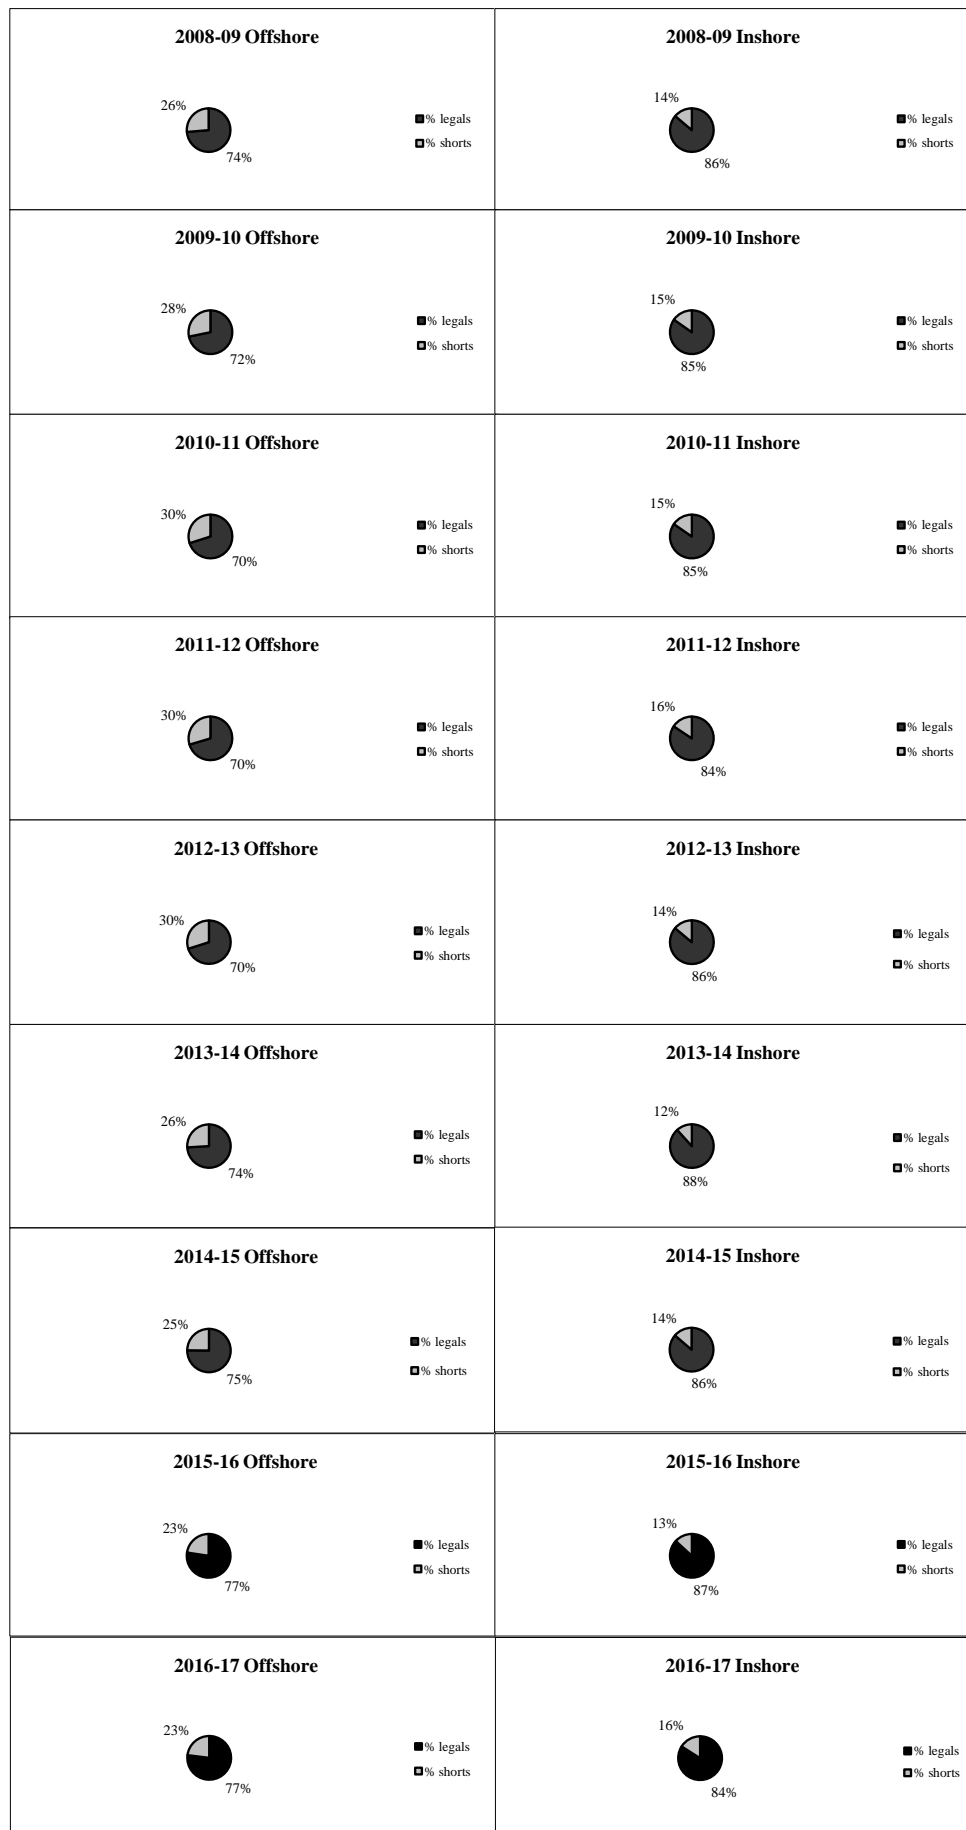 2008-09 Offshore
26%
74%
% legals
% shorts
2008-09 Inshore
14%
86%
% legals
% shorts
2009-10 Offshore
28%
72%
% legals
% shorts
2009-10 Inshore
15%
85%
% legals
% shorts
2010-11 Offshore
30%
70%
% legals
% shorts
2010-11 Inshore
15%
85%
% legals
% shorts
2011-12 Offshore
30%
70%
% legals
% shorts
2011-12 Inshore
16%
84%
% legals
% shorts
2012-13 Offshore
30%
70%
% legals
% shorts
2012-13 Inshore
14%
86%
% legals
% shorts
2013-14 Offshore
26%
74%
% legals
% shorts
2013-14 Inshore
12%
88%
% legals
% shorts
2014-15 Offshore
25%
75%
% legals
% shorts
2014-15 Inshore
14%
86%
% legals
% shorts
2015-16 Offshore
23%
77%
% legals
% shorts
2015-16 Inshore
13%
87%
% legals
% shorts
2016-17 Offshore
23%
77%
% legals
% shorts
2016-17 Inshore
16%
84%
% legals
% shorts